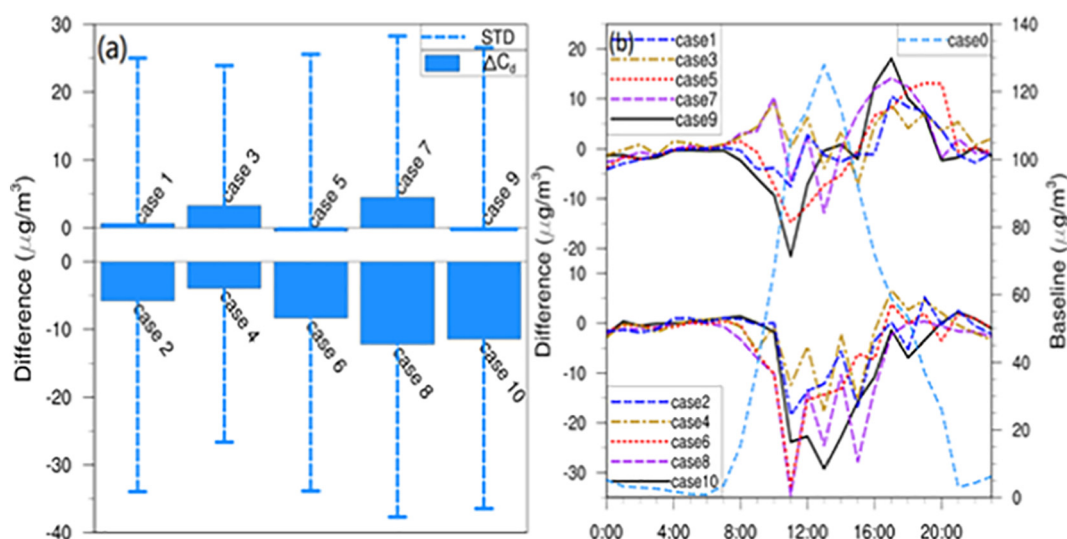 (a)
STD
ΔCd
30
20
10
0
0
-10
-20
-30
-40
Difference (μg/m³)
case 1
case 3
case 5
case 7
case 9
case 2
case 4
case 6
case 8
case 10
(b)
case1
case3
case5
case7
case9
case0
20
10
0
-10
-20
10
0
-10
-20
-30
Difference (μg/m³)
case2
case4
case6
case8
case10
140
120
100
80
60
40
20
0
Baseline (μg/m³)
0:00 4:00 8:00 12:00 16:00 20:00